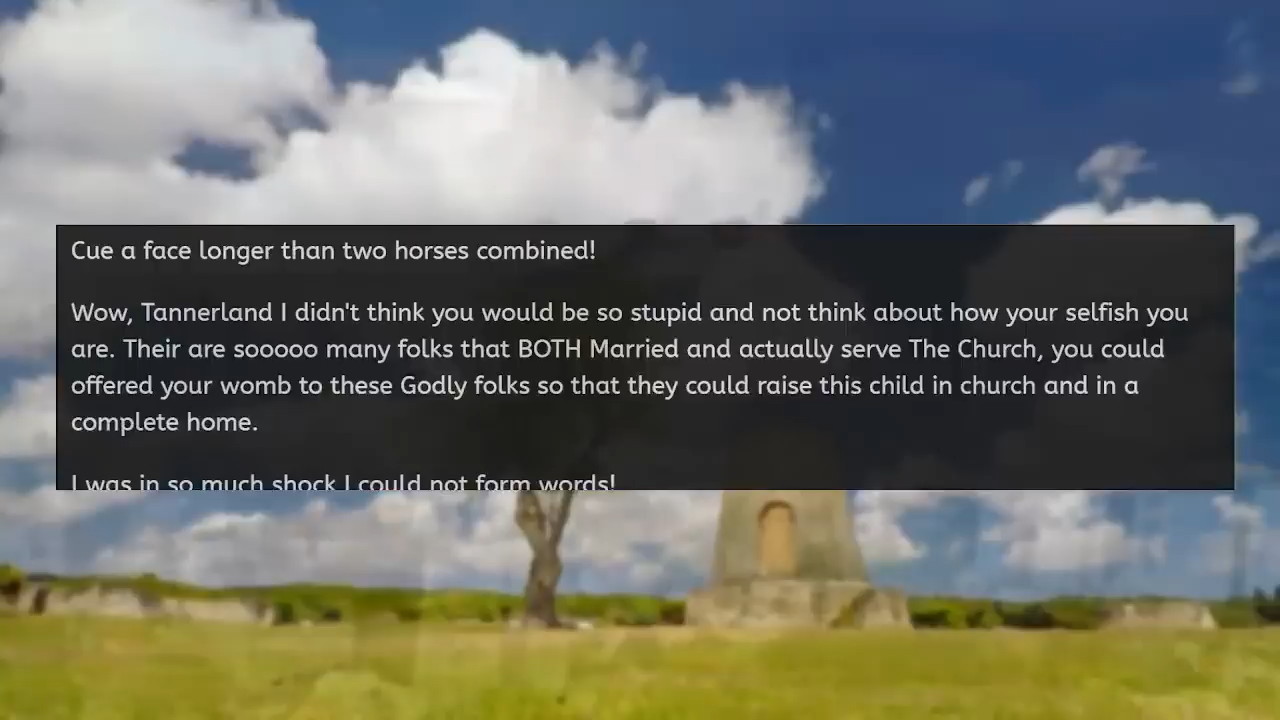 Cue a face longer than two horses combined!
Wow, Tannerland I didn't think you would be so stupid and not think about how your selfish you
are. Their are sooooo many folks that BOTH Married and actually serve The Church, you could
offered your womb to these Godly folks so that they could raise this child in church and in a
complete home.
I was in so much shock I could not form words!